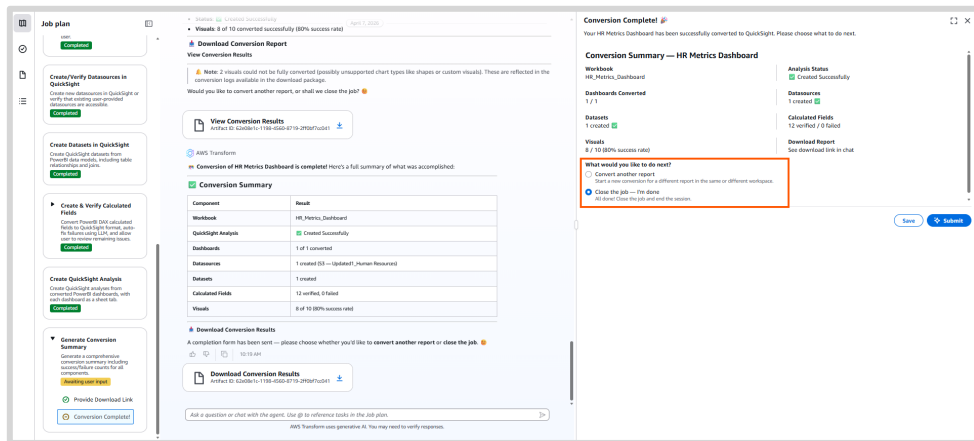 Job plan
user.
Completed
Create/Verify Datasources in
QuickSight
Create new datasources in QuickSight or
verify that existing user-provided
datasources are accessible.
Completed
Create Datasets in QuickSight
Create QuickSight datasets from
PowerBI data models, including table
relationships and joins.
Completed
Create & Verify Calculated
Fields
Convert PowerBI DAX calculated
fields to QuickSight format, auto-
fix failures using LLM, and allow
user to review remaining issues.
Completed
Create QuickSight Analysis
Create QuickSight analyses from
converted PowerBI dashboards, with
each dashboard as a sheet tab.
Completed
Generate Conversion
Summary
Generate a comprehensive
conversion summary including
success/failure counts for all
components.
Awaiting user input
Provide Download Link
Conversion Complete!
Status: Created Successfully
April 1, 2026
• Visuals: 8 of 10 converted successfully (80% success rate)
Download Conversion Report
View Conversion Results
Note: 2 visuals could not be fully converted (possibly unsupported chart types like shapes or custom visuals). These are reflected in the
conversion logs available in the download package.
Would you like to convert another report, or shall we close the job?
View Conversion Results
AWS Transform
Conversion of HR Metrics Dashboard is complete! Here's a full summary of what was accomplished:
Conversion Summary
Component Result
Workbook HR_Metrics_Dashboard
QuickSight Analysis Created Successfully
Dashboards 1 of 1 converted
Datasources 1 created (S3 — Updated1_Human Resources)
Datasets 1 created
Calculated Fields 12 verified, 0 failed
Visuals 8 of 10 (80% success rate)
Download Conversion Results
A completion form has been sent — please choose whether you'd like to convert another report or close the job.
10:10 AM
Download Conversion Results
Ask a question or chat with the agent. Use @ to reference tasks in the Job plan.
AWS Transform uses generative AI. You may need to verify responses.
Conversion Complete!
Your HR Metrics Dashboard has been successfully converted to QuickSight. Please choose what to do next.
Conversion Summary — HR Metrics Dashboard
Workbook Analysis Status
HR_Metrics_Dashboard Created Successfully
Dashboards Converted Datasources
1 / 1 1 created
Datasets Calculated Fields
1 created 12 verified / 0 failed
Visuals Download Report
8 / 10 (80% success rate) See download link in chat
What would you like to do next?
Convert another report
Start a new conversion for a different report in the same or different workspace.
Close the job — I'm done
All done! Close the job and end the session.
Save Submit